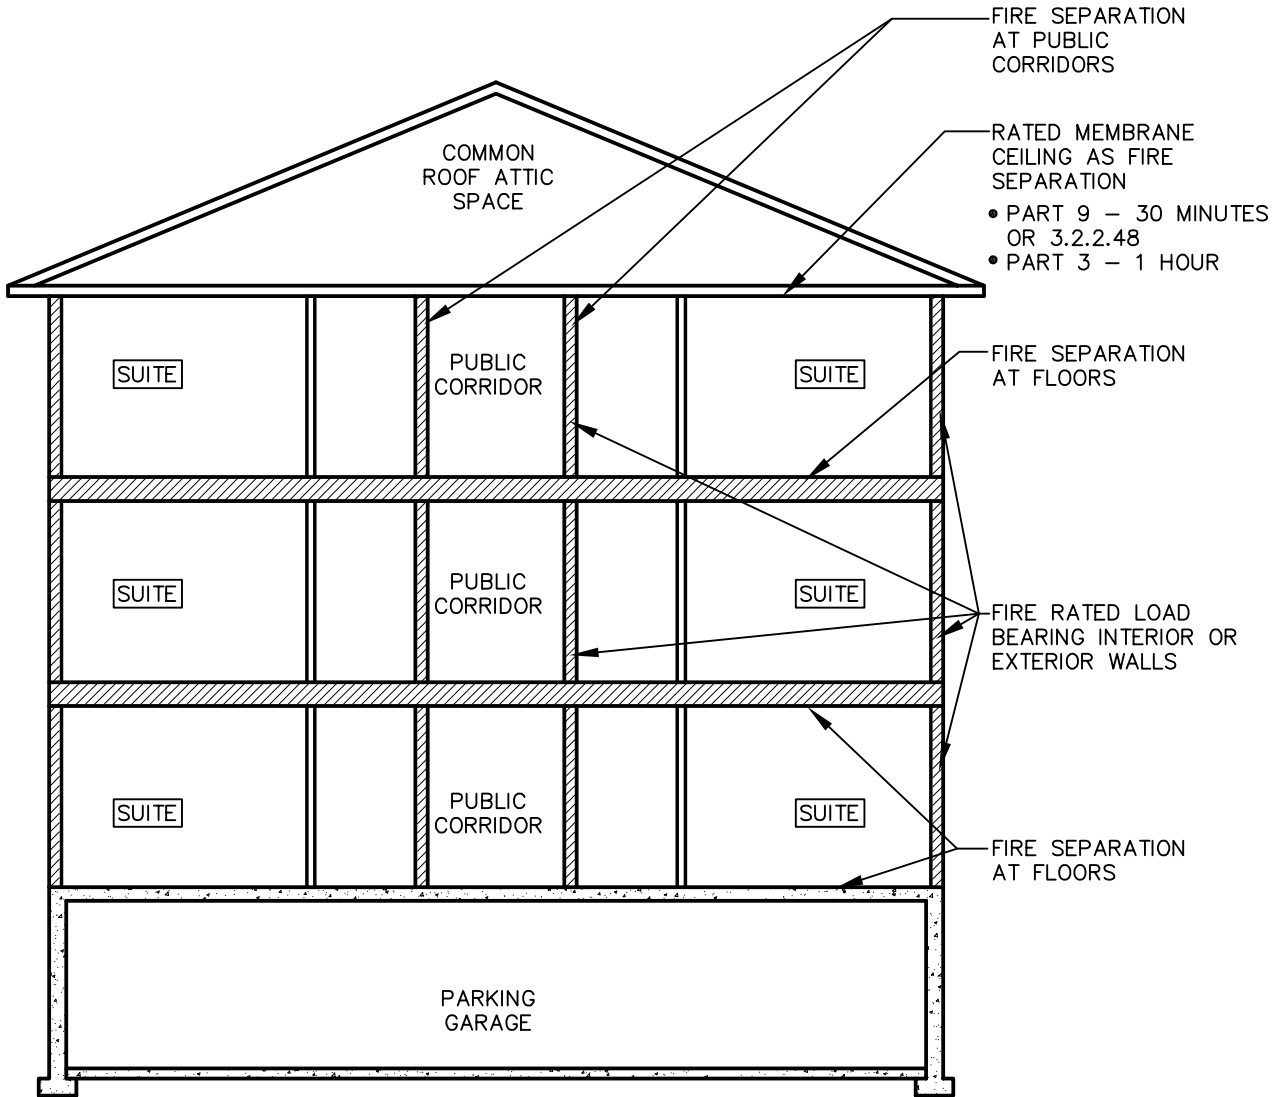 FIRE SEPARATION
AT PUBLIC
CORRIDORS
COMMON
ROOF ATTIC
SPACE
RATED MEMBRANE
CEILING AS FIRE
SEPARATION
• PART 9 – 30 MINUTES
OR 3.2.2.48
• PART 3 – 1 HOUR
SUITE
PUBLIC
CORRIDOR
SUITE
FIRE SEPARATION
AT FLOORS
SUITE
PUBLIC
CORRIDOR
SUITE
FIRE RATED LOAD
BEARING INTERIOR OR
EXTERIOR WALLS
SUITE
PUBLIC
CORRIDOR
SUITE
FIRE SEPARATION
AT FLOORS
PARKING
GARAGE